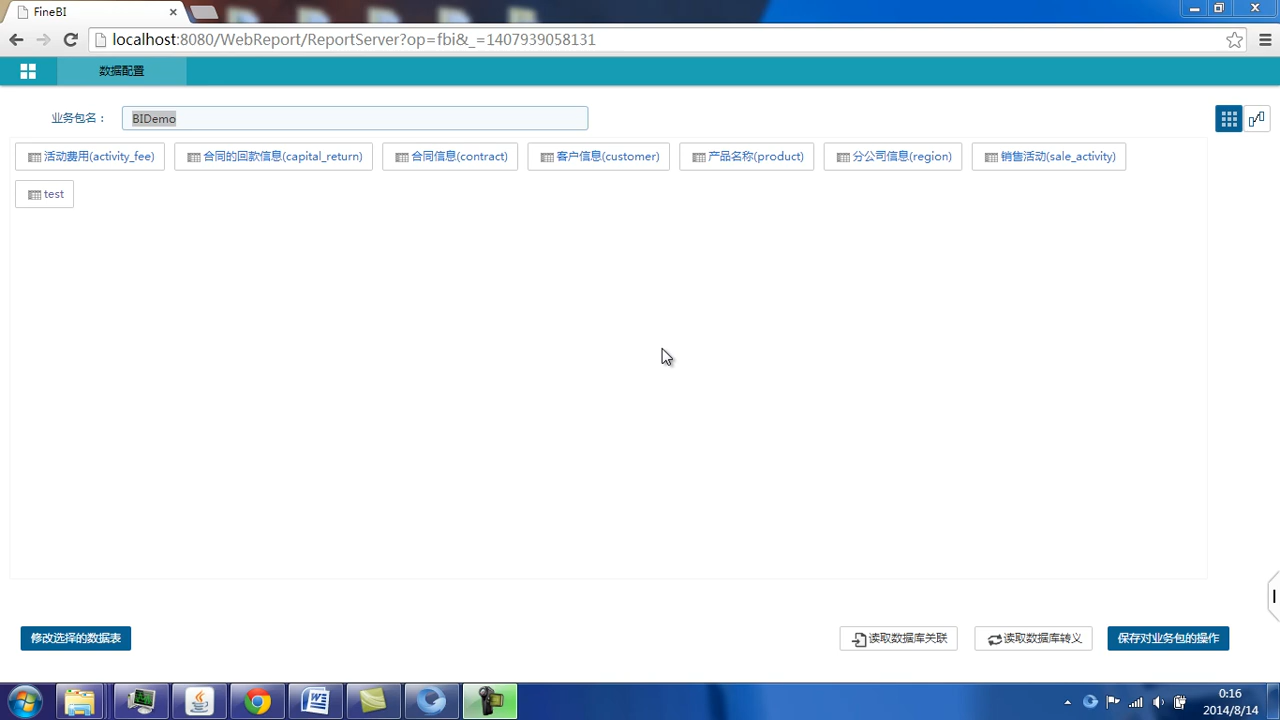 FineBI
localhost:8080/WebReport/ReportServer?op=fbi&_=1407939058131
数据配置
业务包名： BIDemo
活动费用(activity_fee) 合同的回款信息(capital_return) 合同信息(contract) 客户信息(customer) 产品名称(product) 分公司信息(region) 销售活动(sale_activity)
test
修改选择的数据表 读取数据库关联 读取数据库转义 保存对业务包的操作
0:16
2014/8/14